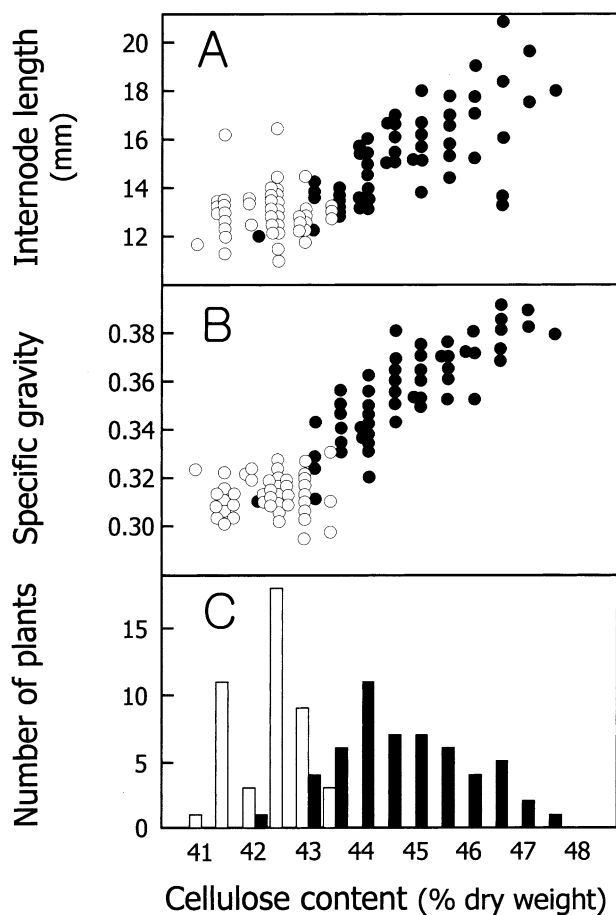 Internode length
(mm)
A
20
18
16
14
12
Specific gravity
B
0.38
0.36
0.34
0.32
0.30
Number of plants
C
15
10
5
0
41 42 43 44 45 46 47 48
Cellulose content (% dry weight)